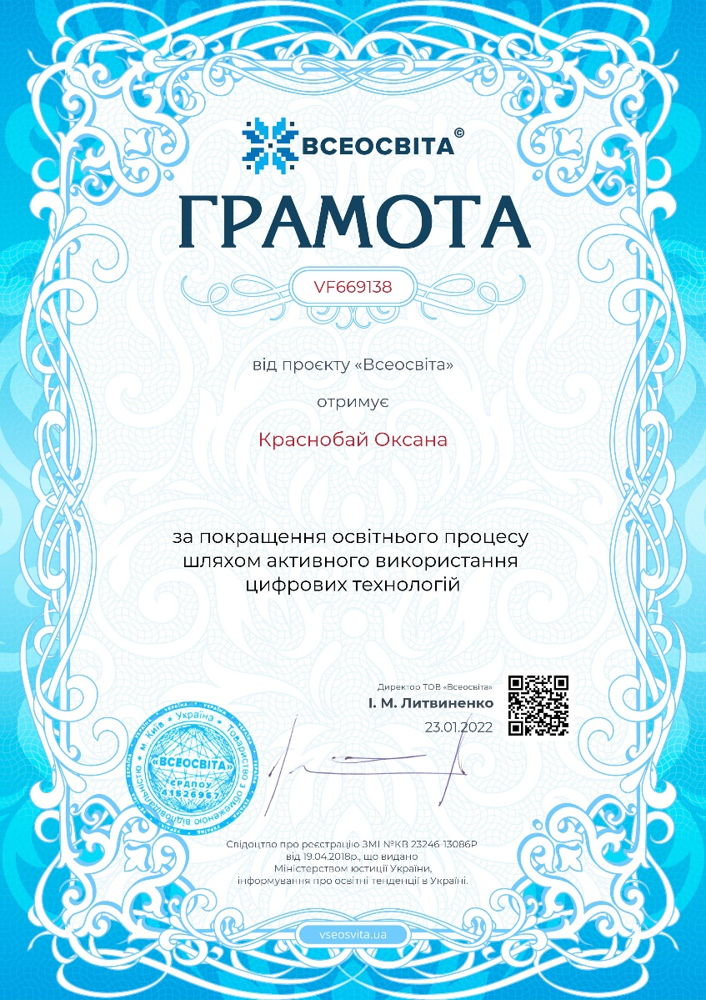 ВСЕОСВІТА©
ГРАМОТА
VF669138
від проєкту «Всеосвіта»
отримує
Краснобай Оксана
за покращення освітнього процесу
шляхом активного використання
цифрових технологій
Директор ТОВ «Всеосвіта»
І. М. Литвиненко
23.01.2022
Україна * Товариство з обмеженою відповідальністю * м. Київ *
«ВСЕОСВІТА»
ЄРДПОУ
41526967
Свідоцтво про реєстрацію ЗМІ №КВ 23246-13086Р
від 19.04.2018р., що видано
Міністерством юстиції України,
інформування про освітні тенденції в Україні.
vseosvita.ua